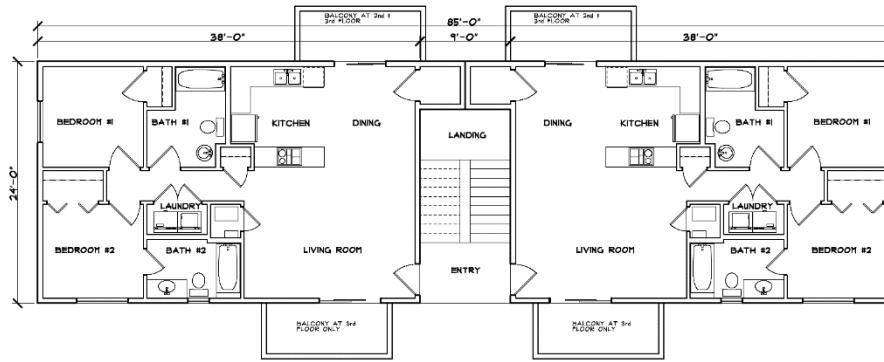 BALCONY AT 2nd &
3rd FLOOR
BALCONY AT 2nd &
3rd FLOOR
85'-0"
38'-0"
9'-0"
38'-0"
24'-0"
BEDROOM #1
BATH #1
KITCHEN
DINING
LANDING
DINING
KITCHEN
BATH #1
BEDROOM #1
LAUNDRY
LAUNDRY
BEDROOM #2
BATH #2
LIVING ROOM
ENTRY
LIVING ROOM
BATH #2
BEDROOM #2
BALCONY AT 3rd
FLOOR ONLY
BALCONY AT 3rd
FLOOR ONLY